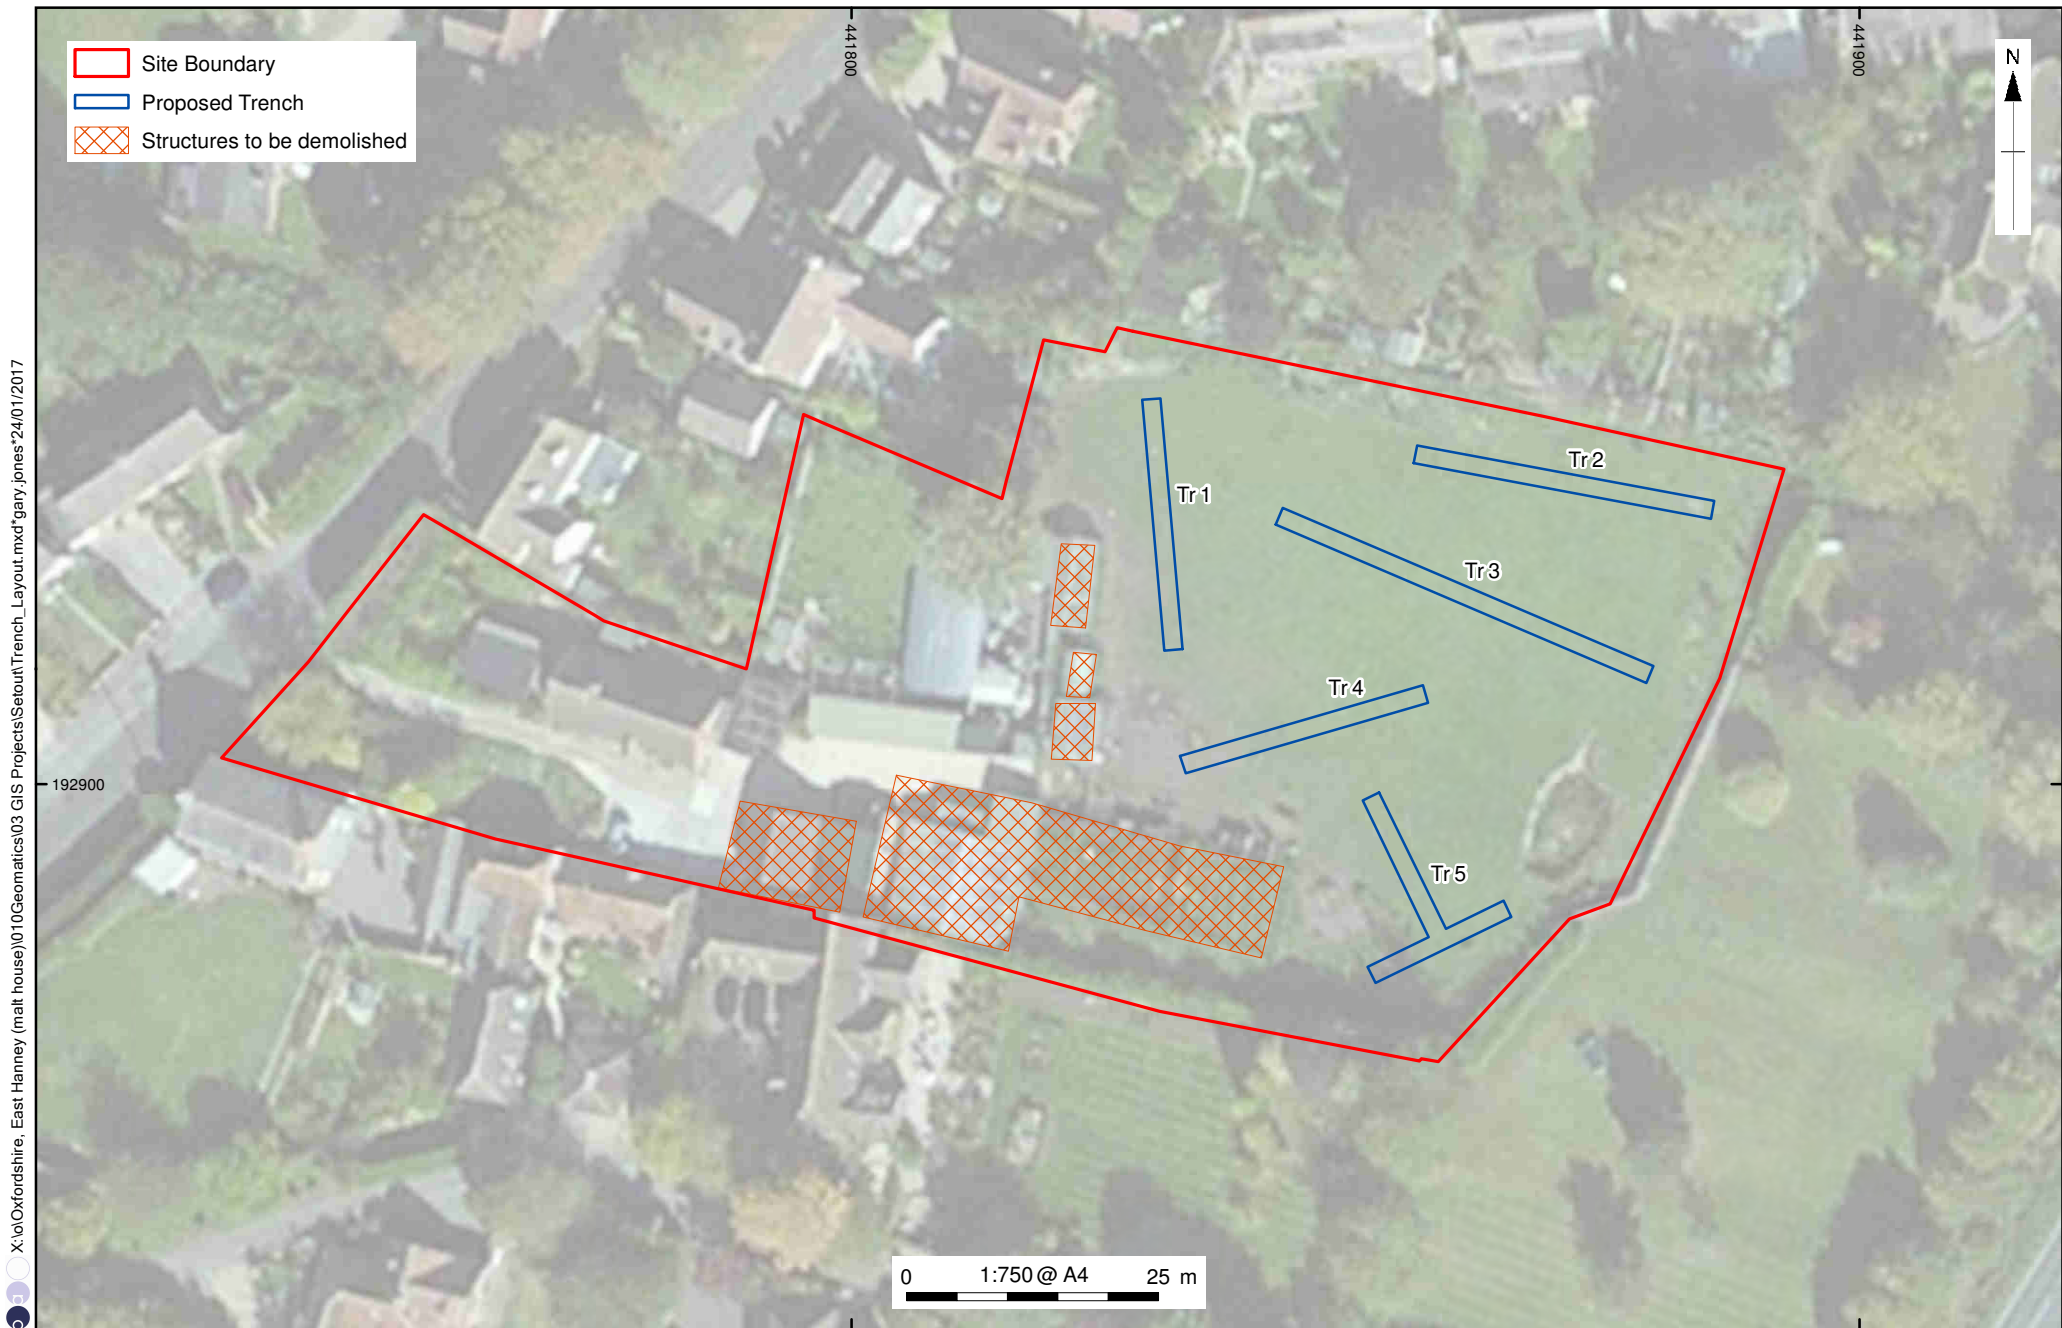 Site Boundary
Proposed Trench
Structures to be demolished
441800
441900
N
Tr 1
Tr 2
Tr 3
Tr 4
Tr 5
192900
0 1:750 @ A4 25 m
X:\o\Oxfordshire, East Hanney (malt house)\010Geomatics\03 GIS Projects\Setout\Trench_Layout.mxd*gary.jones*24/01/2017